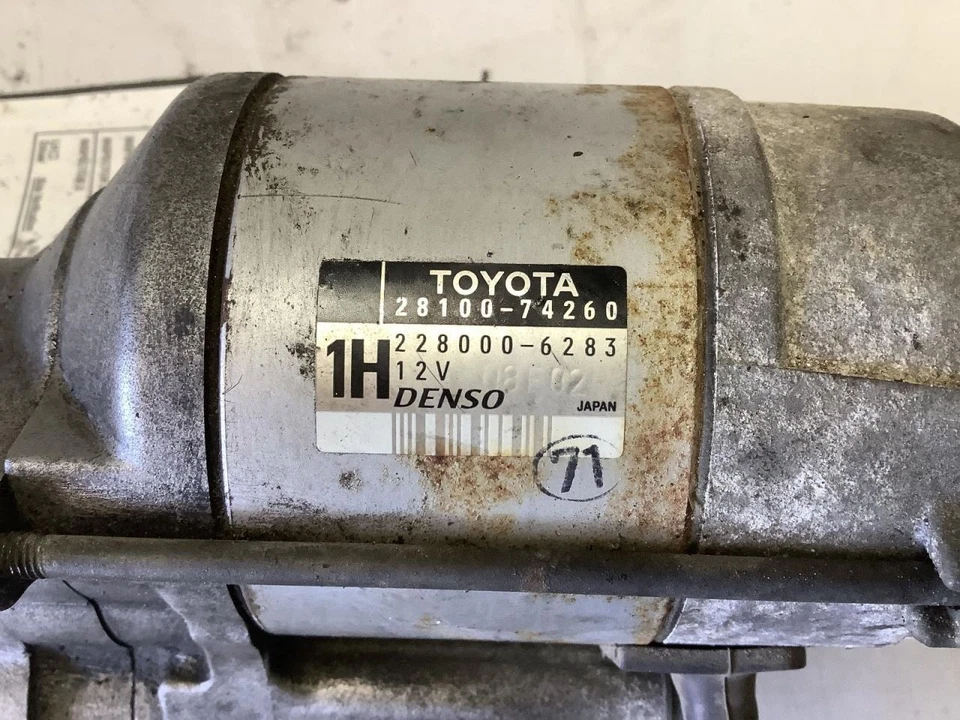 TOYOTA
28100-74260
1H
228000-6283
12V
DENSO
JAPAN
71